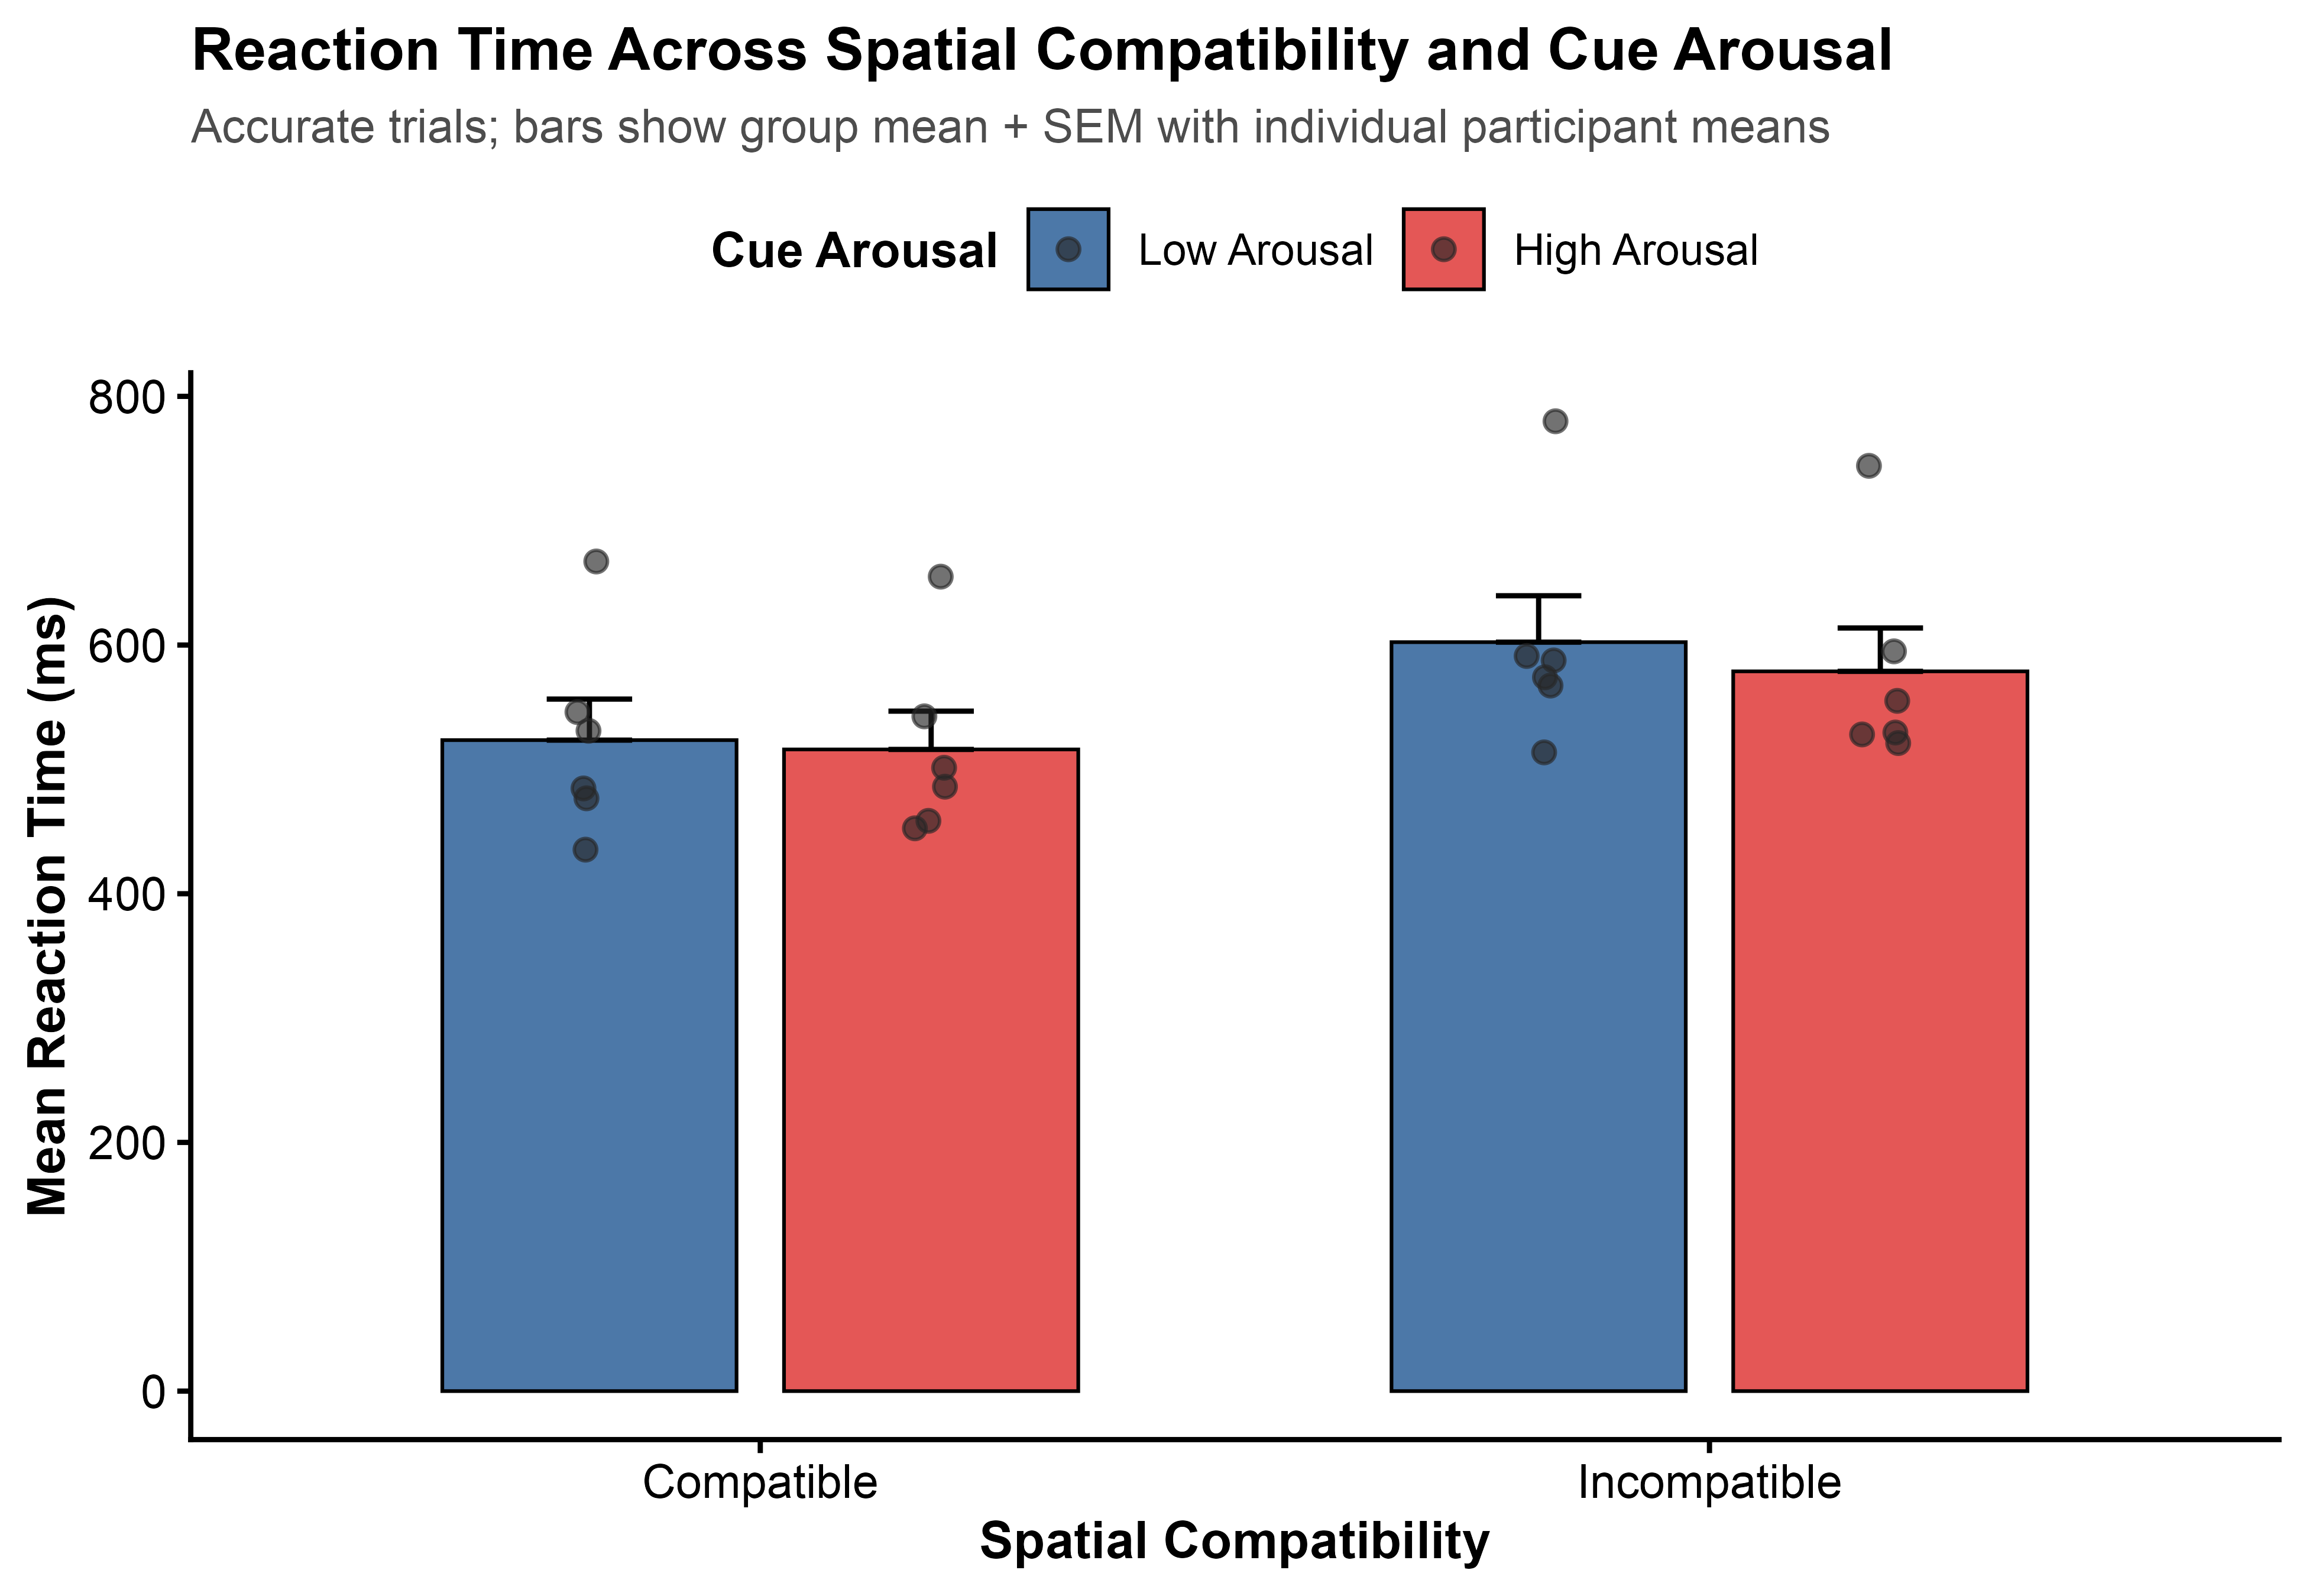 Reaction Time Across Spatial Compatibility and Cue Arousal
Accurate trials; bars show group mean + SEM with individual participant means
Cue Arousal Low Arousal High Arousal
Mean Reaction Time (ms)
800
600
400
200
0
Compatible Incompatible
Spatial Compatibility